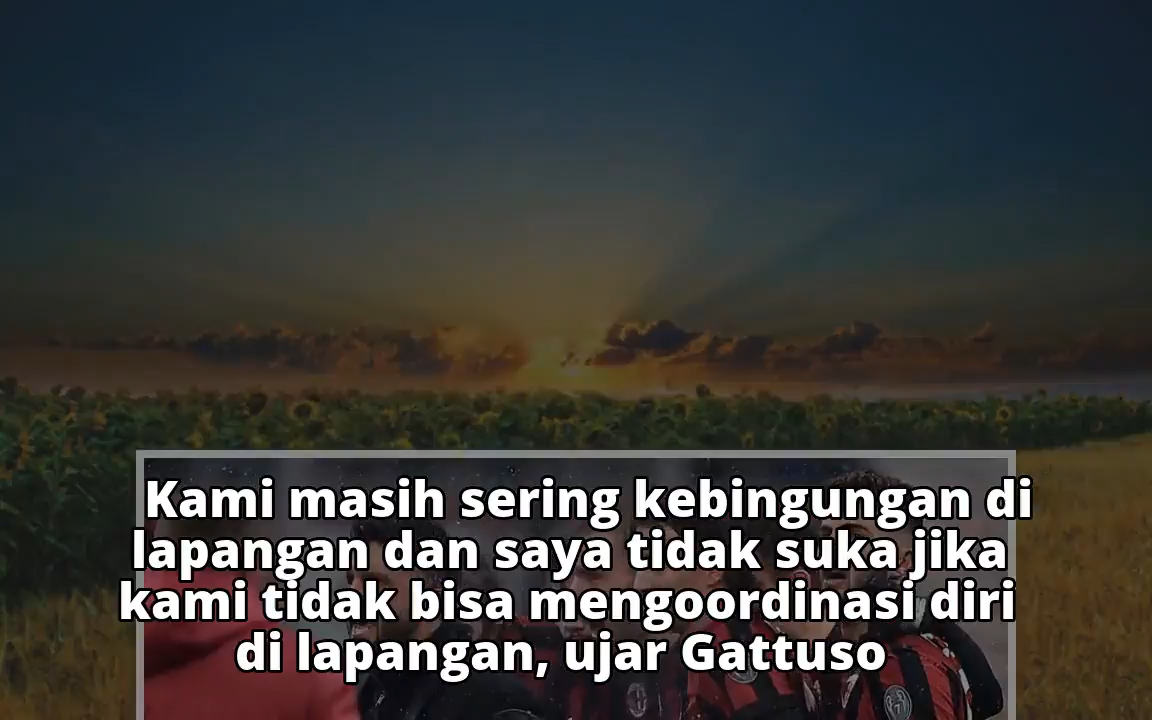 Kami masih sering kebingungan di
lapangan dan saya tidak suka jika
kami tidak bisa mengoordinasi diri
di lapangan, ujar Gattuso